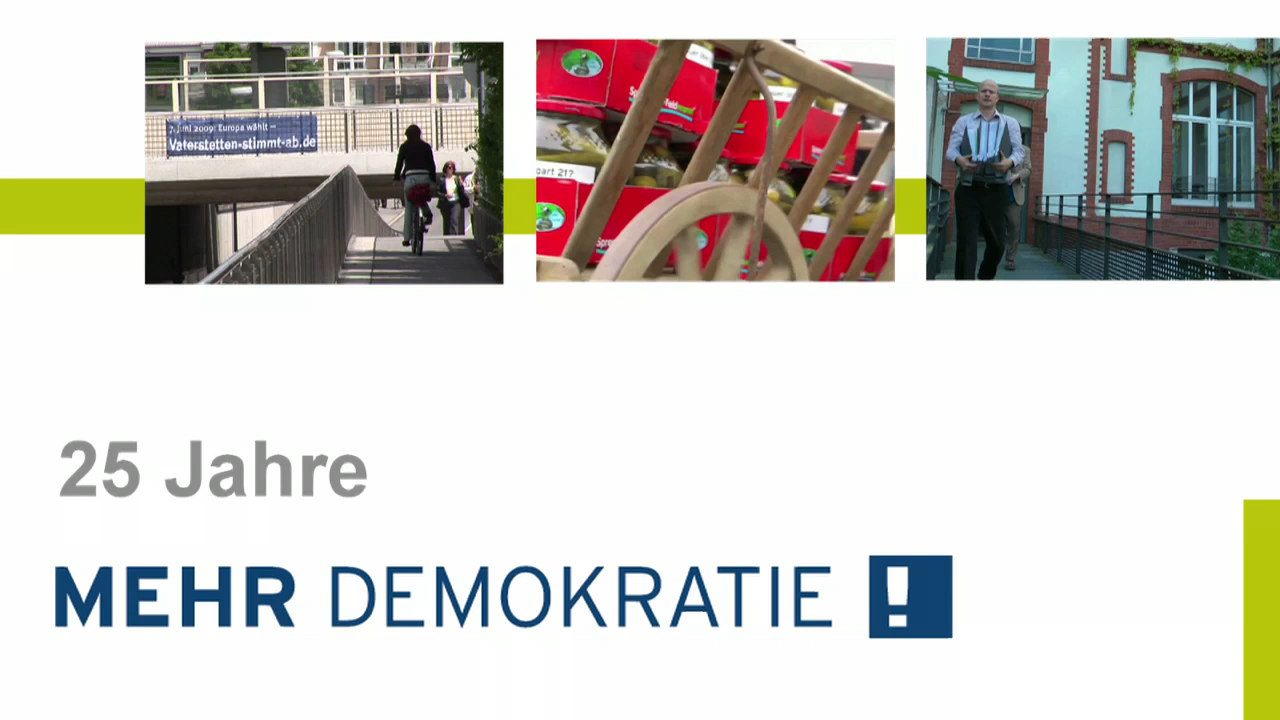 7. Juni 2009: Europa wählt –
Vaterstetten-stimmt-ab.de
25 Jahre
MEHR DEMOKRATIE !